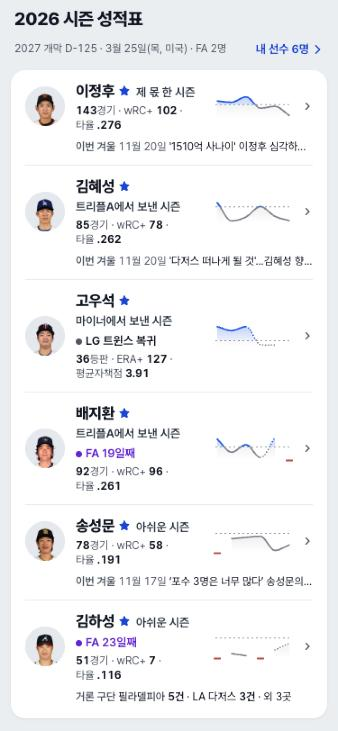 2026 시즌 성적표
2027 개막 D-125 · 3월 25일(목, 미국) · FA 2명
내 선수 6명 >
이정후 ★ 제 몫 한 시즌
143경기 · wRC+ 102 ·
타율 .276
이번 겨울 11월 20일 '1510억 사나이' 이정후 심각하…
김혜성 ★
트리플A에서 보낸 시즌
85경기 · wRC+ 78 ·
타율 .262
이번 겨울 11월 20일 '다저스 떠나게 될 것'…김혜성 향…
고우석 ★
마이너에서 보낸 시즌
● LG 트윈스 복귀
36등판 · ERA+ 127 ·
평균자책점 3.91
배지환 ★
트리플A에서 보낸 시즌
● FA 19일째
92경기 · wRC+ 96 ·
타율 .261
송성문 ★ 아쉬운 시즌
78경기 · wRC+ 58 ·
타율 .191
이번 겨울 11월 17일 '포수 3명은 너무 많다' 송성문의…
김하성 ★ 아쉬운 시즌
● FA 23일째
51경기 · wRC+ 7 ·
타율 .116
거론 구단 필라델피아 5건 · LA 다저스 3건 · 외 3곳